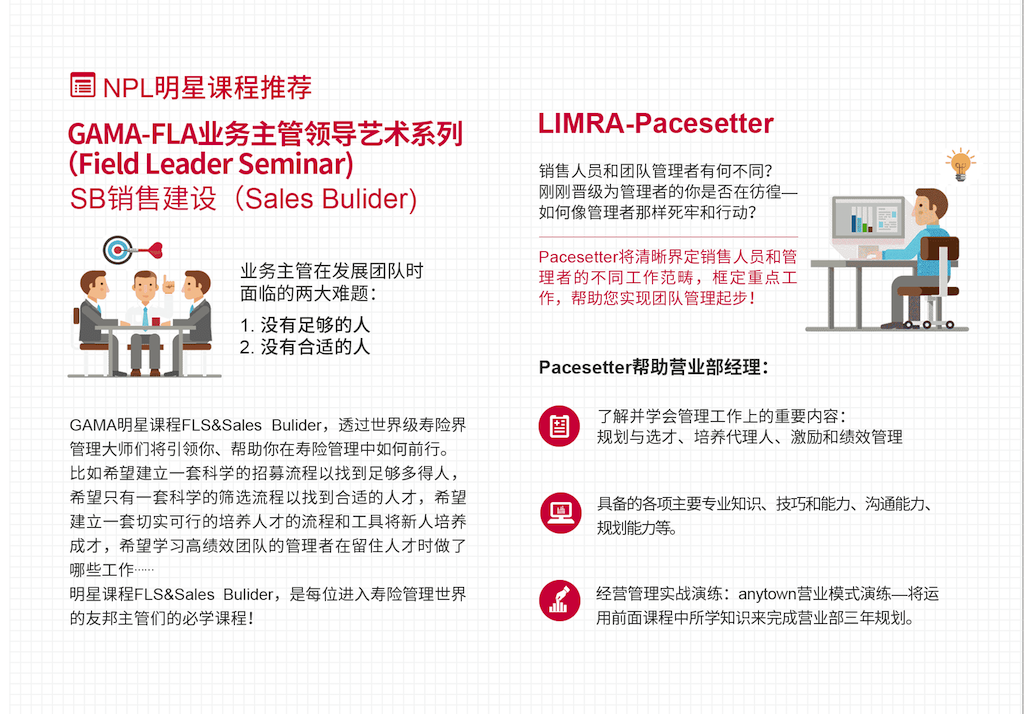 NPL明星课程推荐
GAMA-FLA业务主管领导艺术系列
(Field Leader Seminar)
SB销售建设（Sales Bulider)
业务主管在发展团队时
面临的两大难题：
1. 没有足够的人
2. 没有合适的人
GAMA明星课程FLS&Sales Bulider，透过世界级寿险界
管理大师们将引领你、帮助你在寿险管理中如何前行。
比如希望建立一套科学的招募流程以找到足够多得人，
希望只有一套科学的筛选流程以找到合适的人才，希望
建立一套切实可行的培养人才的流程和工具将新人培养
成才，希望学习高绩效团队的管理者在留住人才时做了
哪些工作……
明星课程FLS&Sales Bulider，是每位进入寿险管理世界
的友邦主管们的必学课程！
LIMRA-Pacesetter
销售人员和团队管理者有何不同？
刚刚晋级为管理者的你是否在彷徨—
如何像管理者那样死牢和行动？
Pacesetter将清晰界定销售人员和管
理者的不同工作范畴，框定重点工
作，帮助您实现团队管理起步！
Pacesetter帮助营业部经理：
了解并学会管理工作上的重要内容：
规划与选才、培养代理人、激励和绩效管理
具备的各项主要专业知识、技巧和能力、沟通能力、
规划能力等。
经营管理实战演练：anytown营业模式演练—将运
用前面课程中所学知识来完成营业部三年规划。